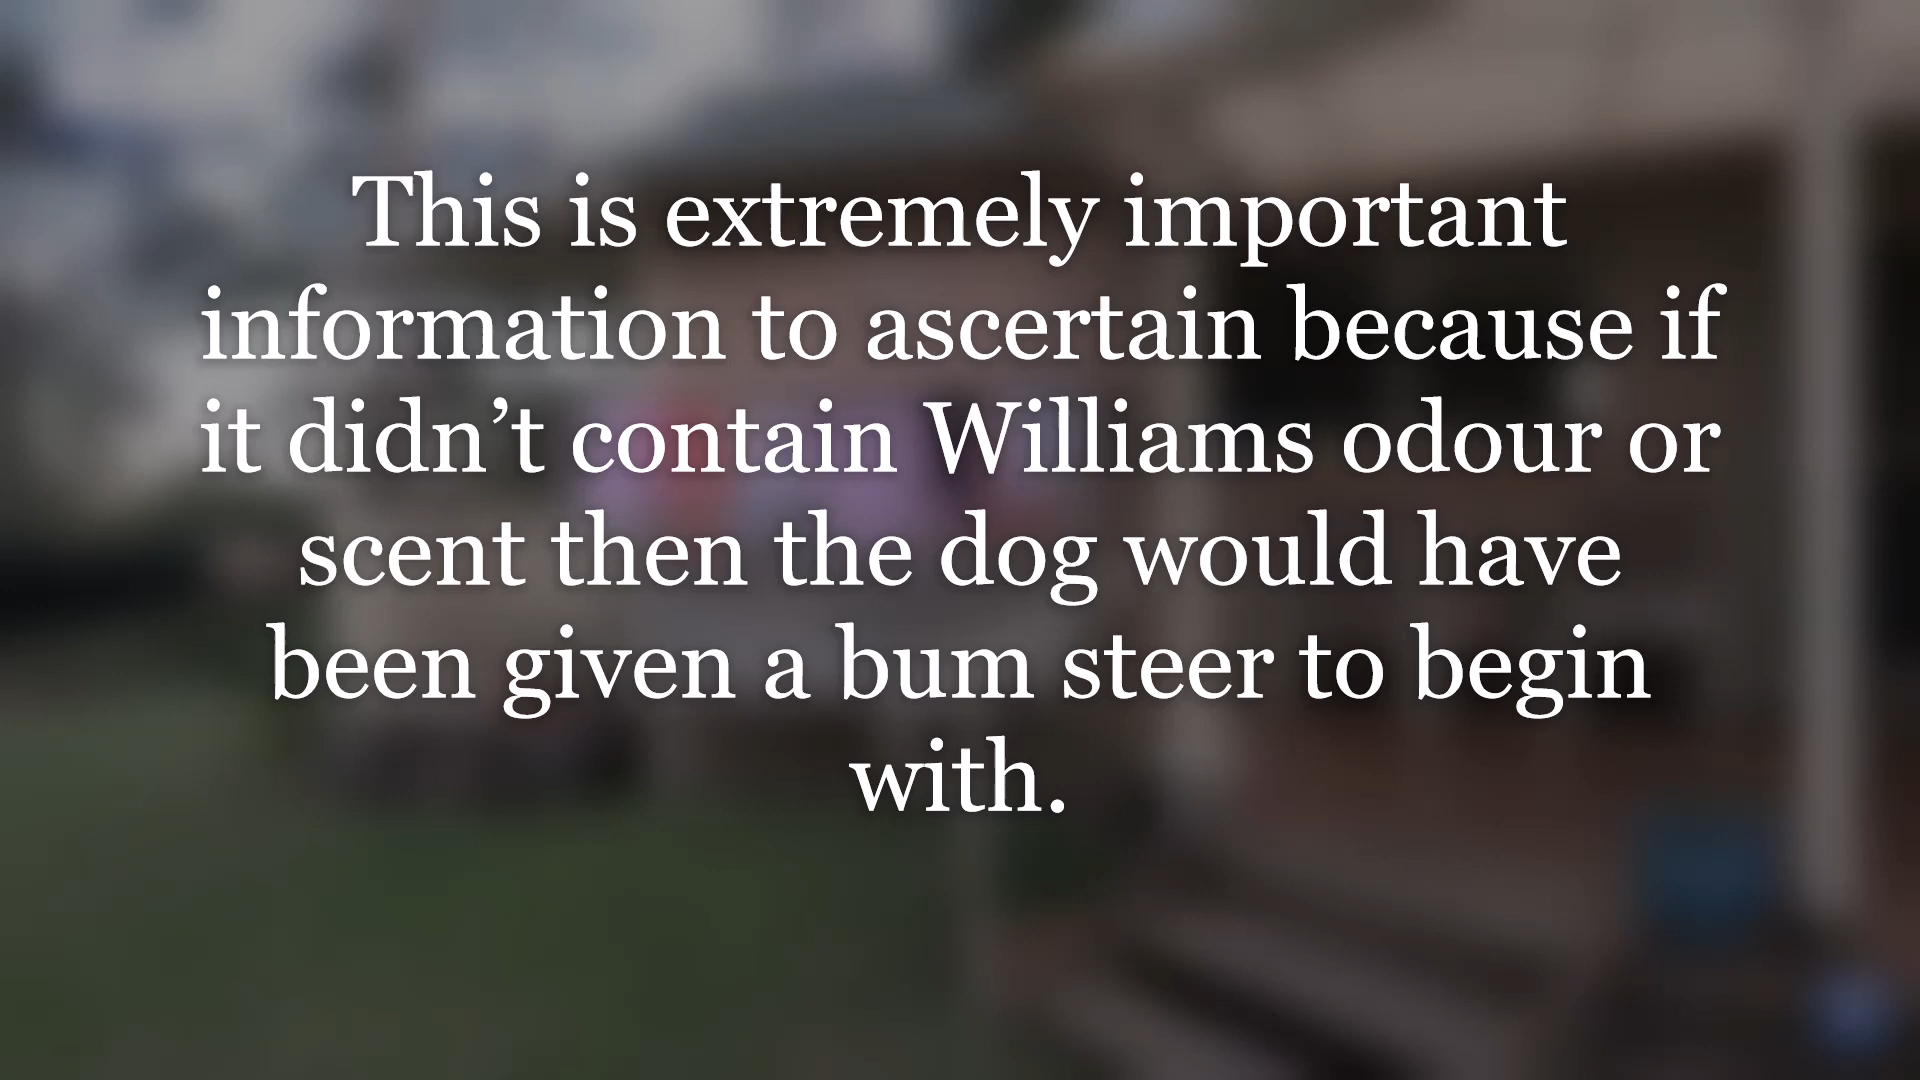 This is extremely important
information to ascertain because if
it didn’t contain Williams odour or
scent then the dog would have
been given a bum steer to begin
with.